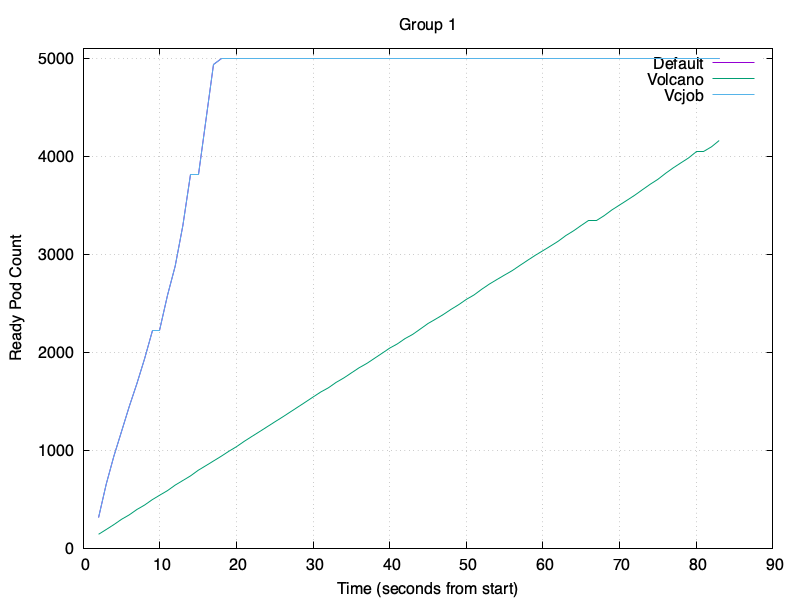 Group 1
5000
4000
3000
2000
1000
0
Ready Pod Count
Default
Volcano
Vcjob
0 10 20 30 40 50 60 70 80 90
Time (seconds from start)